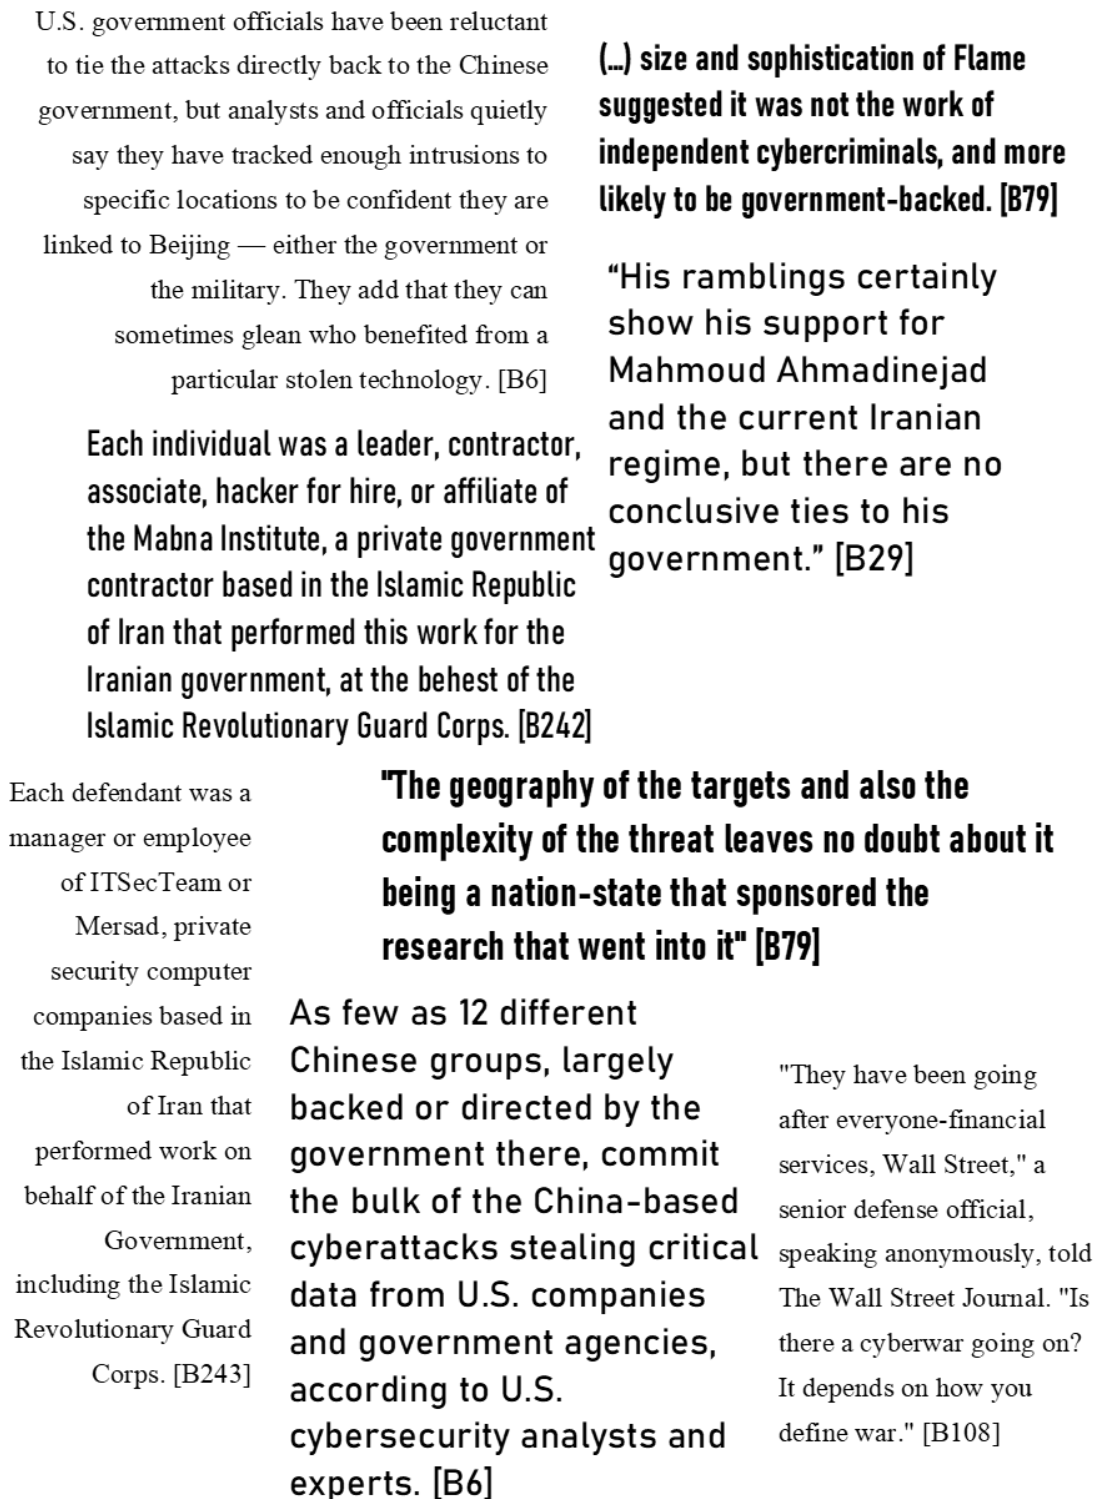 U.S. government officials have been reluctant
to tie the attacks directly back to the Chinese
government, but analysts and officials quietly
say they have tracked enough intrusions to
specific locations to be confident they are
linked to Beijing — either the government or
the military. They add that they can
sometimes glean who benefited from a
particular stolen technology. [B6]
(...) size and sophistication of Flame
suggested it was not the work of
independent cybercriminals, and more
likely to be government-backed. [B79]
“His ramblings certainly
show his support for
Mahmoud Ahmadinejad
and the current Iranian
regime, but there are no
conclusive ties to his
government.” [B29]
Each individual was a leader, contractor,
associate, hacker for hire, or affiliate of
the Mabna Institute, a private government
contractor based in the Islamic Republic
of Iran that performed this work for the
Iranian government, at the behest of the
Islamic Revolutionary Guard Corps. [B242]
"The geography of the targets and also the
complexity of the threat leaves no doubt about it
being a nation-state that sponsored the
research that went into it" [B79]
Each defendant was a
manager or employee
of ITSecTeam or
Mersad, private
security computer
companies based in
the Islamic Republic
of Iran that
performed work on
behalf of the Iranian
Government,
including the Islamic
Revolutionary Guard
Corps. [B243]
As few as 12 different
Chinese groups, largely
backed or directed by the
government there, commit
the bulk of the China-based
cyberattacks stealing critical
data from U.S. companies
and government agencies,
according to U.S.
cybersecurity analysts and
experts. [B6]
"They have been going
after everyone-financial
services, Wall Street," a
senior defense official,
speaking anonymously, told
The Wall Street Journal. "Is
there a cyberwar going on?
It depends on how you
define war." [B108]